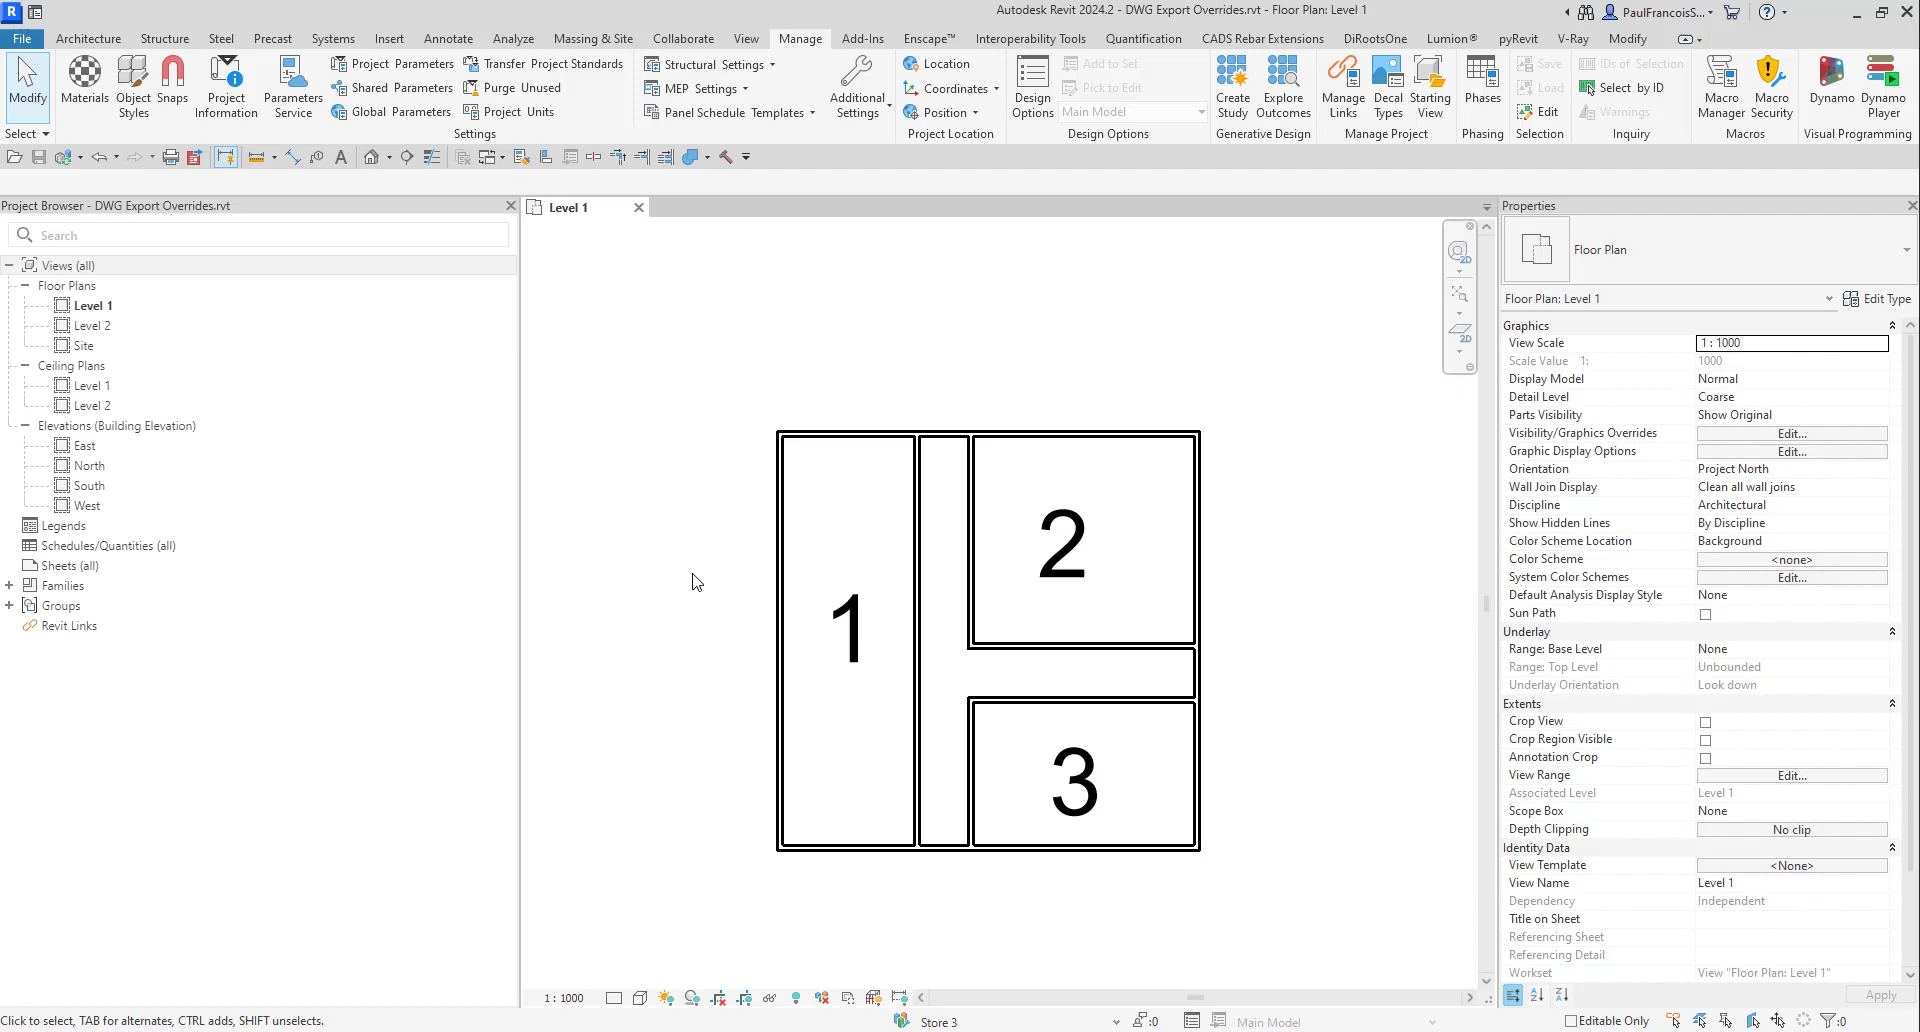 Autodesk Revit 2024.2 - DWG Export Overrides.rvt - Floor Plan: Level 1
PaulFrancoisS...
File Architecture Structure Steel Precast Systems Insert Annotate Analyze Massing & Site Collaborate View Manage Add-Ins Enscape™ Interoperability Tools Quantification CADS Rebar Extensions DiRootsOne Lumion® pyRevit V-Ray Modify
Modify
Select
Materials
Object Styles
Snaps
Project Information
Parameters Service
Project Parameters
Shared Parameters
Global Parameters
Transfer Project Standards
Purge Unused
Project Units
Settings
Structural Settings
MEP Settings
Panel Schedule Templates
Additional Settings
Location
Coordinates
Position
Project Location
Design Options
Add to Set
Pick to Edit
Main Model
Design Options
Create Study
Explore Outcomes
Generative Design
Manage Links
Decal Types
Starting View
Manage Project
Phases
Phasing
Save
Load
Edit
Selection
IDs of Selection
Select by ID
Warnings
Inquiry
Macro Manager
Macro Security
Macros
Dynamo
Dynamo Player
Visual Programming
Project Browser - DWG Export Overrides.rvt
Search
Views (all)
Floor Plans
Level 1
Level 2
Site
Ceiling Plans
Level 1
Level 2
Elevations (Building Elevation)
East
North
South
West
Legends
Schedules/Quantities (all)
Sheets (all)
Families
Groups
Revit Links
Level 1
2D
2D
1
2
3
1 : 1000
Properties
Floor Plan
Floor Plan: Level 1 Edit Type
Graphics
View Scale 1 : 1000
Scale Value 1: 1000
Display Model Normal
Detail Level Coarse
Parts Visibility Show Original
Visibility/Graphics Overrides Edit...
Graphic Display Options Edit...
Orientation Project North
Wall Join Display Clean all wall joins
Discipline Architectural
Show Hidden Lines By Discipline
Color Scheme Location Background
Color Scheme <none>
System Color Schemes Edit...
Default Analysis Display Style None
Sun Path
Underlay
Range: Base Level None
Range: Top Level Unbounded
Underlay Orientation Look down
Extents
Crop View
Crop Region Visible
Annotation Crop
View Range Edit...
Associated Level Level 1
Scope Box None
Depth Clipping No clip
Identity Data
View Template <None>
View Name Level 1
Dependency Independent
Title on Sheet
Referencing Sheet
Referencing Detail
Workset View "Floor Plan: Level 1"
Apply
Click to select, TAB for alternates, CTRL adds, SHIFT unselects.
Store 3
:0
Main Model
Editable Only
:0